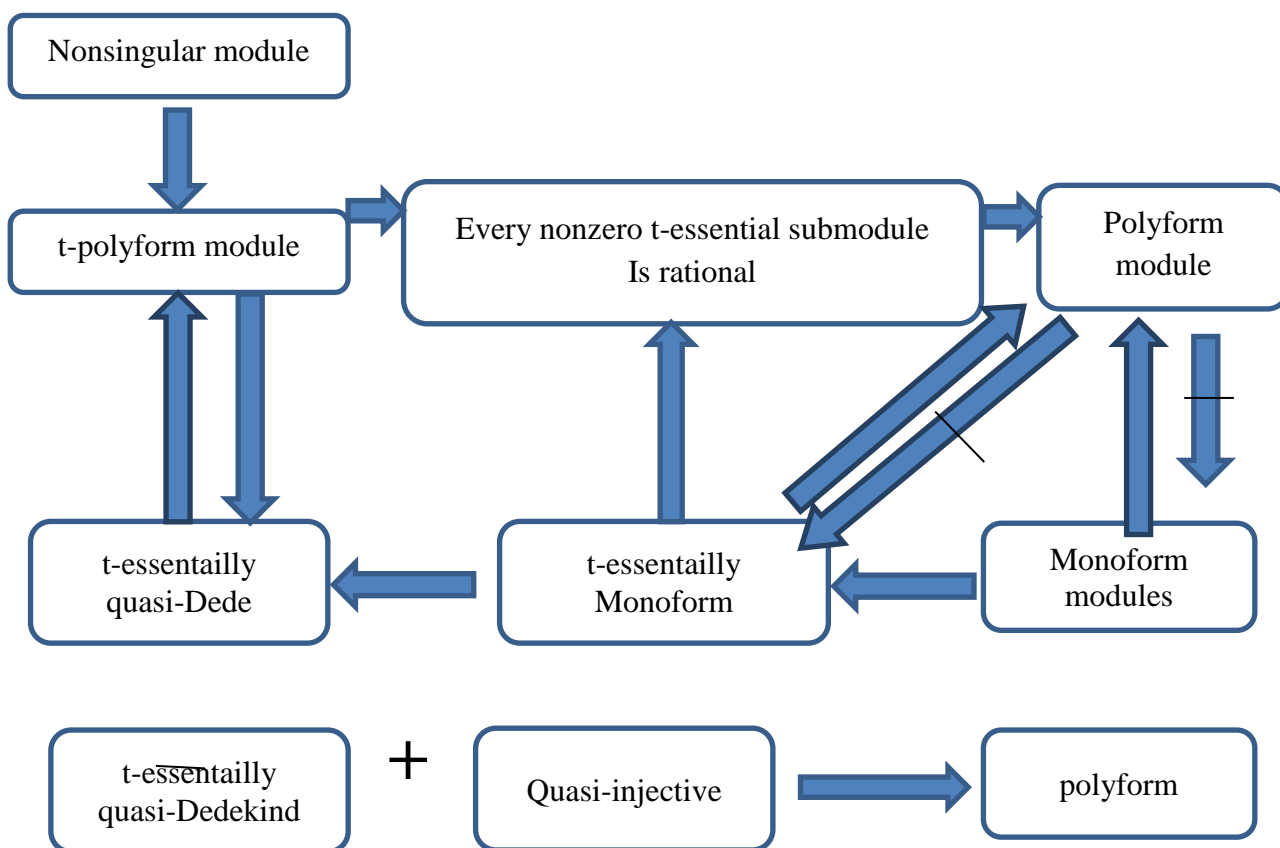 Nonsingular module
t-polyform module
Every nonzero t-essential submodule
Is rational
Polyform
module
t-essentailly
quasi-Dede
t-essentailly
Monoform
Monoform
modules
t-essentailly
quasi-Dedekind
+
Quasi-injective
polyform